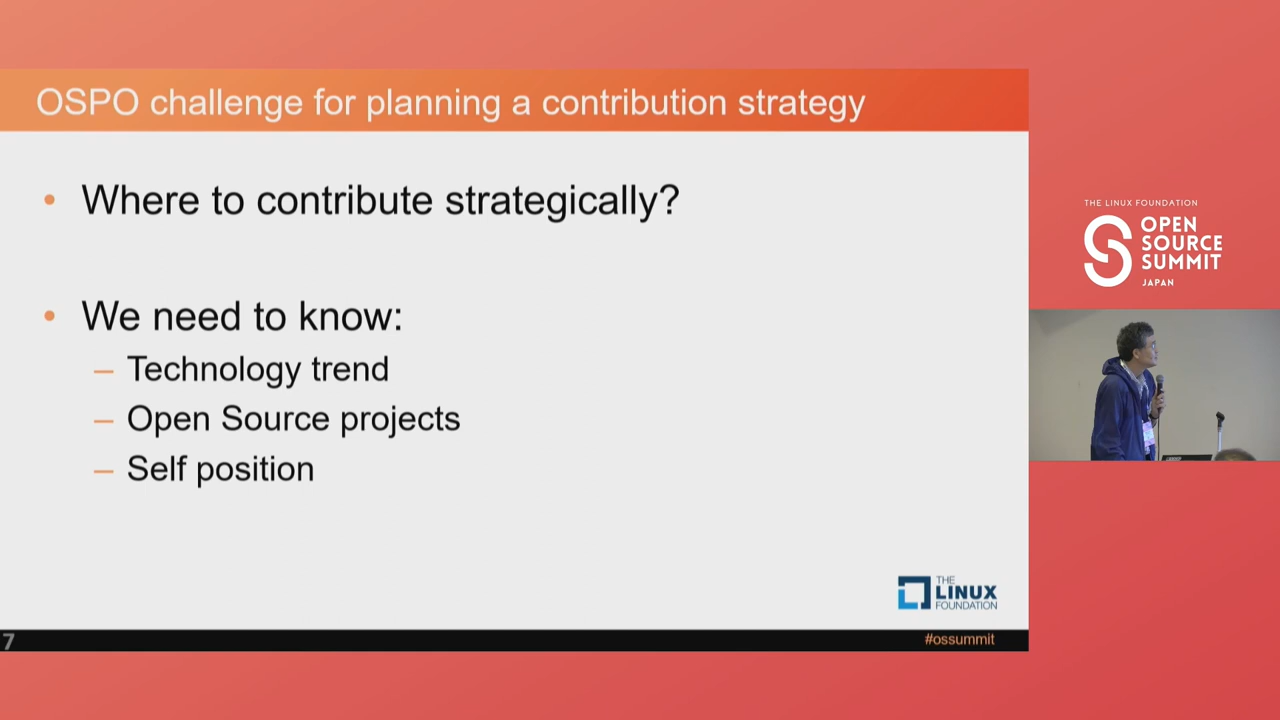 OSPO challenge for planning a contribution strategy
• Where to contribute strategically?
• We need to know:
– Technology trend
– Open Source projects
– Self position
THE
LINUX
FOUNDATION
7
#ossummit
THE LINUX FOUNDATION
OPEN
SOURCE
SUMMIT
JAPAN